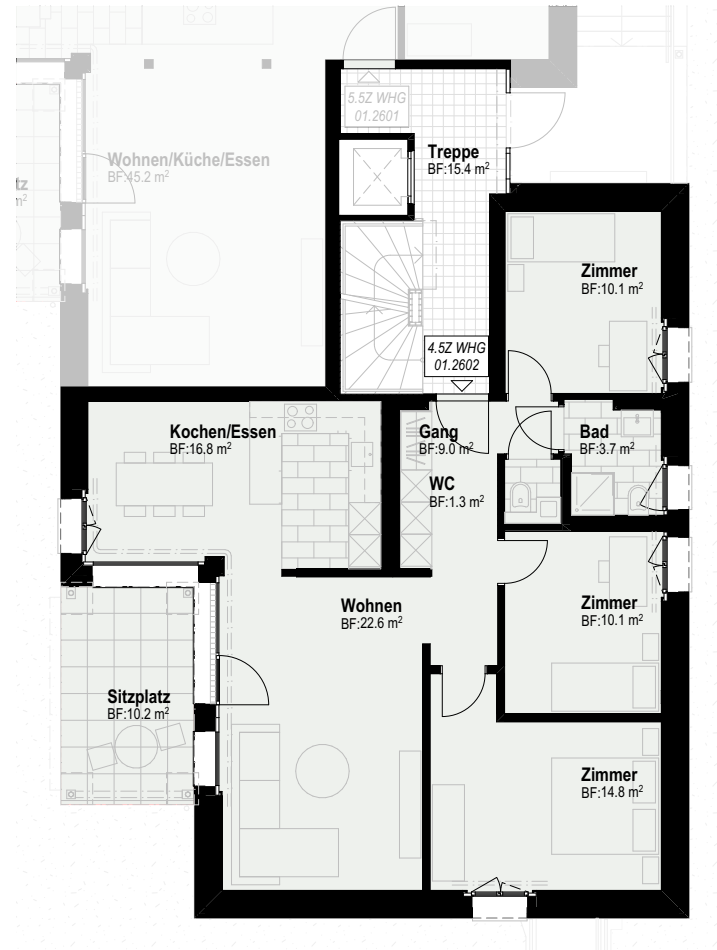 5.5Z WHG
01.2601
Wohnen/Küche/Essen
BF:45.2 m²
tz
m²
Treppe
BF:15.4 m²
Zimmer
BF:10.1 m²
4.5Z WHG
01.2602
Kochen/Essen
BF:16.8 m²
Gang
BF:9.0 m²
Bad
BF:3.7 m²
WC
BF:1.3 m²
Wohnen
BF:22.6 m²
Zimmer
BF:10.1 m²
Sitzplatz
BF:10.2 m²
Zimmer
BF:14.8 m²